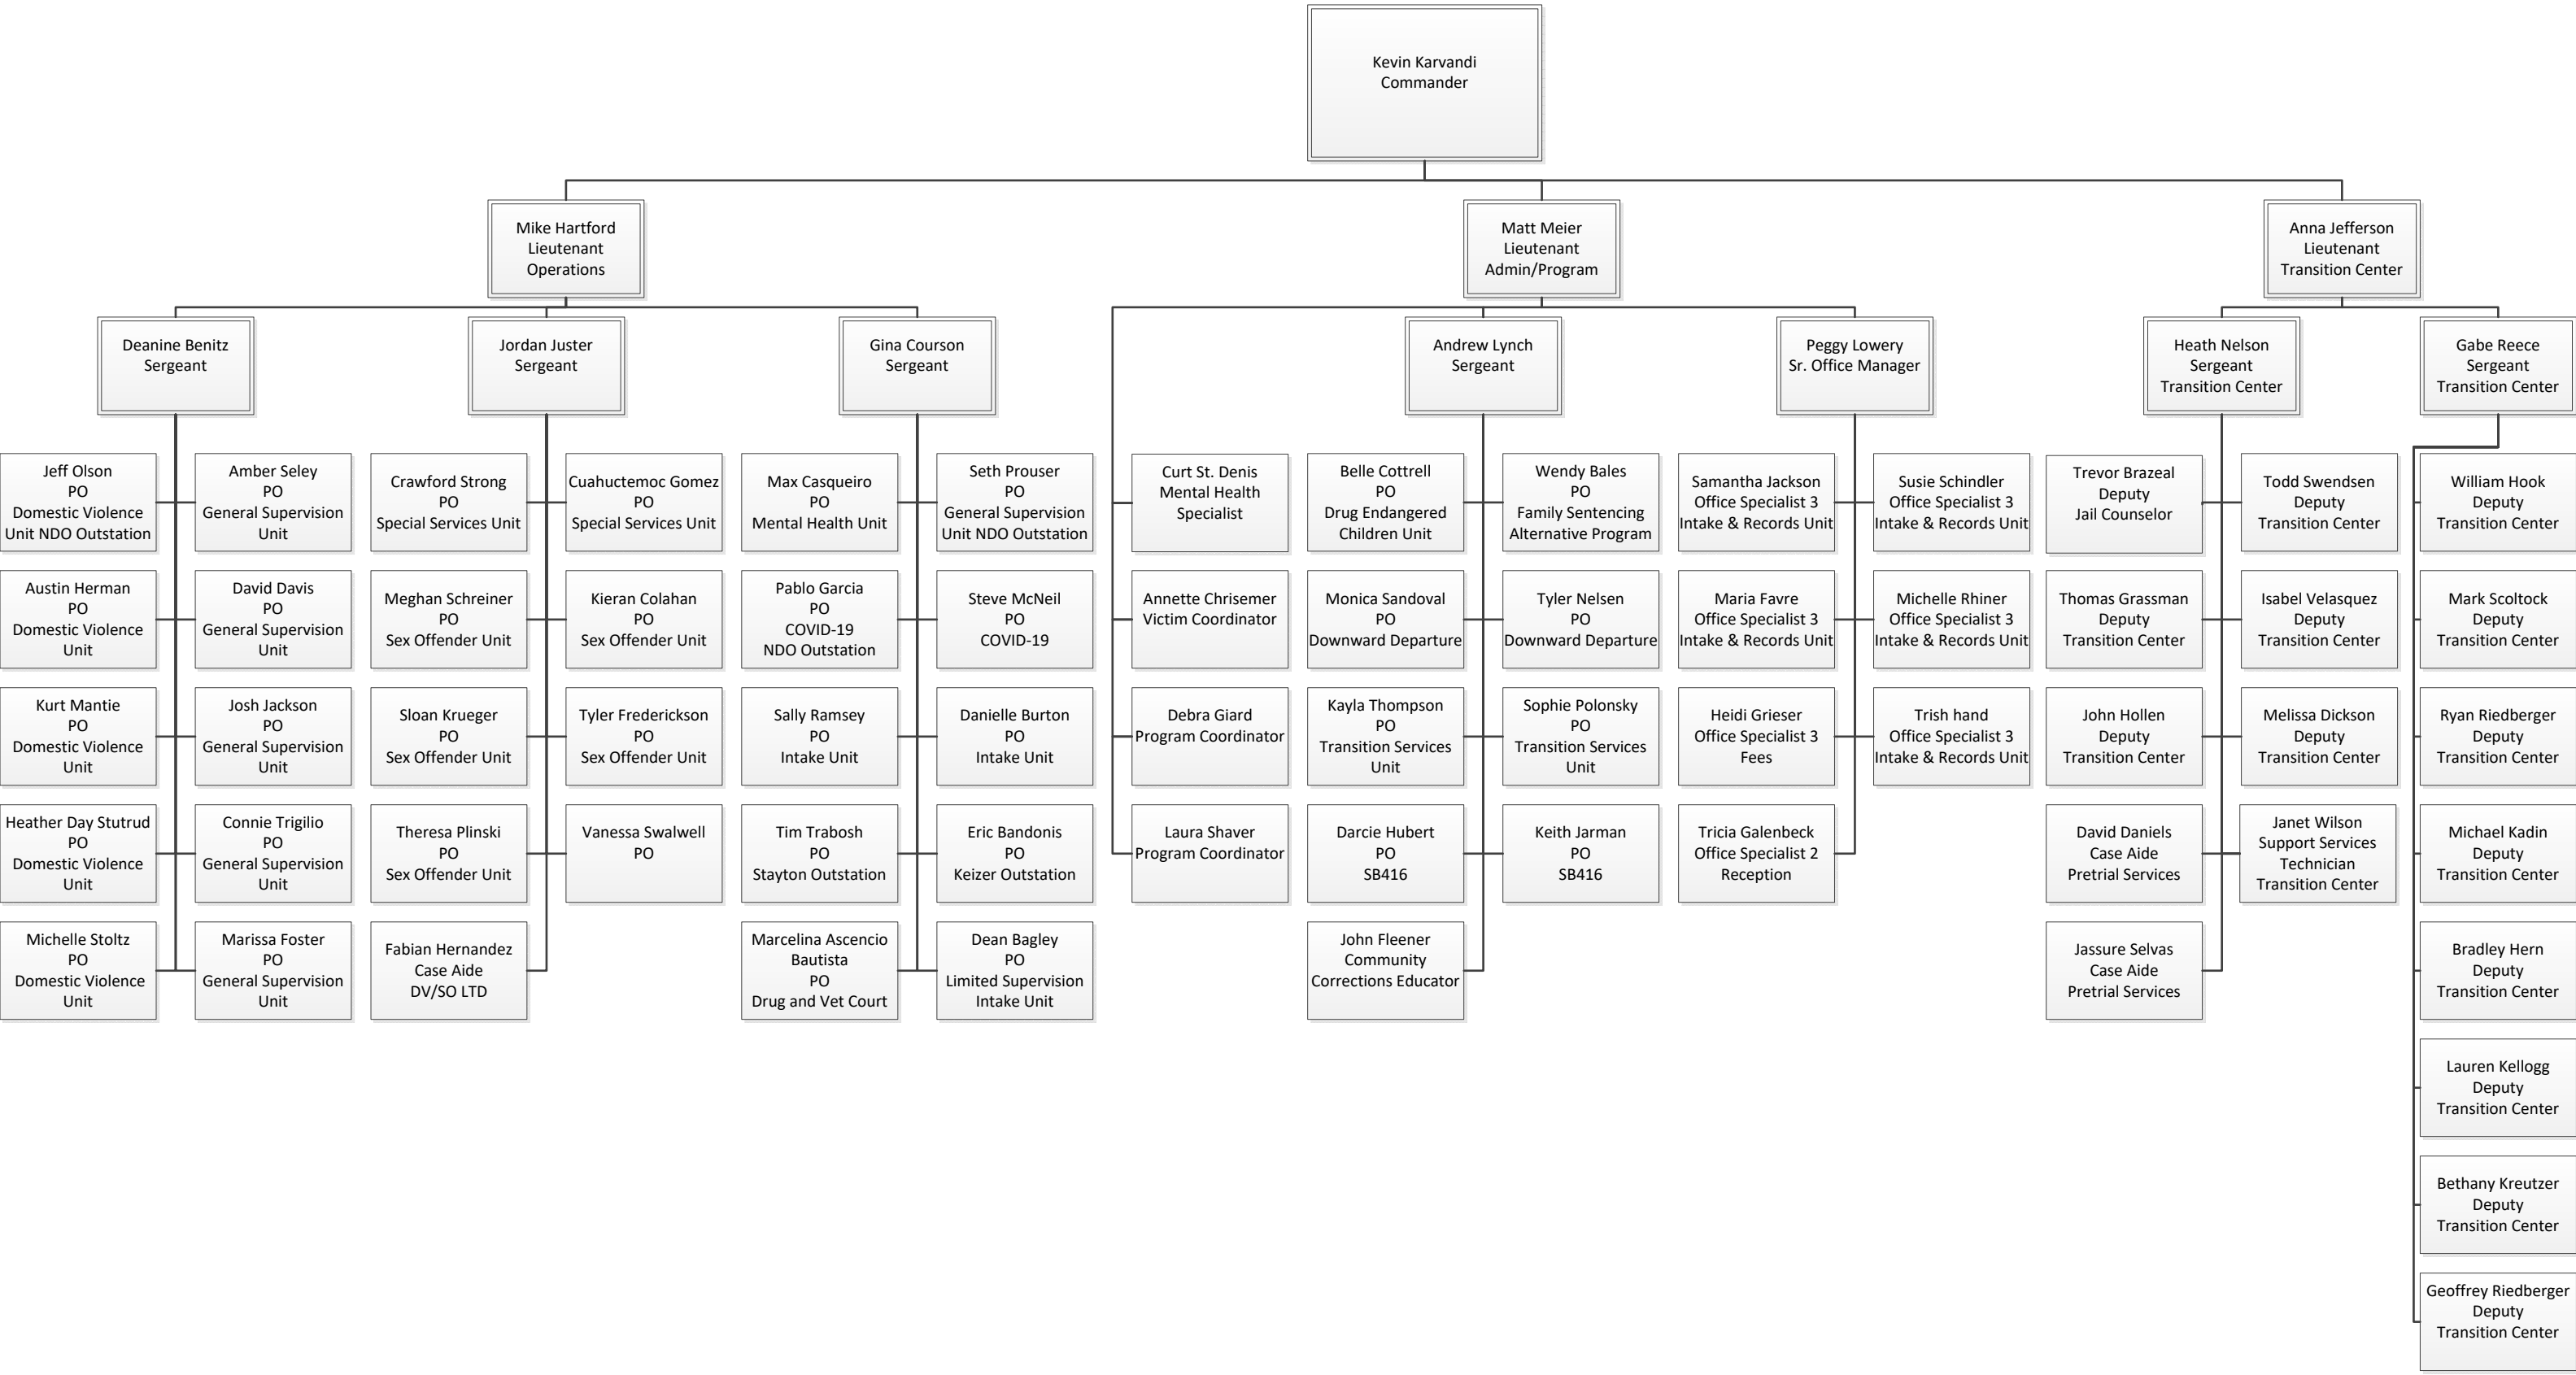 Kevin Karvandi
Commander
Mike Hartford
Lieutenant
Operations
Matt Meier
Lieutenant
Admin/Program
Anna Jefferson
Lieutenant
Transition Center
Deanine Benitz
Sergeant
Jordan Juster
Sergeant
Gina Courson
Sergeant
Andrew Lynch
Sergeant
Peggy Lowery
Sr. Office Manager
Heath Nelson
Sergeant
Transition Center
Gabe Reece
Sergeant
Transition Center
Jeff Olson
PO
Domestic Violence
Unit NDO Outstation
Amber Seley
PO
General Supervision
Unit
Crawford Strong
PO
Special Services Unit
Cuahuctemoc Gomez
PO
Special Services Unit
Max Casqueiro
PO
Mental Health Unit
Seth Prouser
PO
General Supervision
Unit NDO Outstation
Curt St. Denis
Mental Health
Specialist
Belle Cottrell
PO
Drug Endangered
Children Unit
Wendy Bales
PO
Family Sentencing
Alternative Program
Samantha Jackson
Office Specialist 3
Intake & Records Unit
Susie Schindler
Office Specialist 3
Intake & Records Unit
Trevor Brazeal
Deputy
Jail Counselor
Todd Swendsen
Deputy
Transition Center
William Hook
Deputy
Transition Center
Austin Herman
PO
Domestic Violence
Unit
David Davis
PO
General Supervision
Unit
Meghan Schreiner
PO
Sex Offender Unit
Kieran Colahan
PO
Sex Offender Unit
Pablo Garcia
PO
COVID-19
NDO Outstation
Steve McNeil
PO
COVID-19
Annette Chrisemer
Victim Coordinator
Monica Sandoval
PO
Downward Departure
Tyler Nelsen
PO
Downward Departure
Maria Favre
Office Specialist 3
Intake & Records Unit
Michelle Rhiner
Office Specialist 3
Intake & Records Unit
Thomas Grassman
Deputy
Transition Center
Isabel Velasquez
Deputy
Transition Center
Mark Scoltock
Deputy
Transition Center
Kurt Mantie
PO
Domestic Violence
Unit
Josh Jackson
PO
General Supervision
Unit
Sloan Krueger
PO
Sex Offender Unit
Tyler Frederickson
PO
Sex Offender Unit
Sally Ramsey
PO
Intake Unit
Danielle Burton
PO
Intake Unit
Debra Giard
Program Coordinator
Kayla Thompson
PO
Transition Services
Unit
Sophie Polonsky
PO
Transition Services
Unit
Heidi Grieser
Office Specialist 3
Fees
Trish hand
Office Specialist 3
Intake & Records Unit
John Hollen
Deputy
Transition Center
Melissa Dickson
Deputy
Transition Center
Ryan Riedberger
Deputy
Transition Center
Heather Day Stutrud
PO
Domestic Violence
Unit
Connie Trigilio
PO
General Supervision
Unit
Theresa Plinski
PO
Sex Offender Unit
Vanessa Swalwell
PO
Tim Trabosh
PO
Stayton Outstation
Eric Bandonis
PO
Keizer Outstation
Laura Shaver
Program Coordinator
Darcie Hubert
PO
SB416
Keith Jarman
PO
SB416
Tricia Galenbeck
Office Specialist 2
Reception
David Daniels
Case Aide
Pretrial Services
Janet Wilson
Support Services
Technician
Transition Center
Michael Kadin
Deputy
Transition Center
Michelle Stoltz
PO
Domestic Violence
Unit
Marissa Foster
PO
General Supervision
Unit
Fabian Hernandez
Case Aide
DV/SO LTD
Marcelina Ascencio
Bautista
PO
Drug and Vet Court
Dean Bagley
PO
Limited Supervision
Intake Unit
John Fleener
Community
Corrections Educator
Jassure Selvas
Case Aide
Pretrial Services
Bradley Hern
Deputy
Transition Center
Lauren Kellogg
Deputy
Transition Center
Bethany Kreutzer
Deputy
Transition Center
Geoffrey Riedberger
Deputy
Transition Center